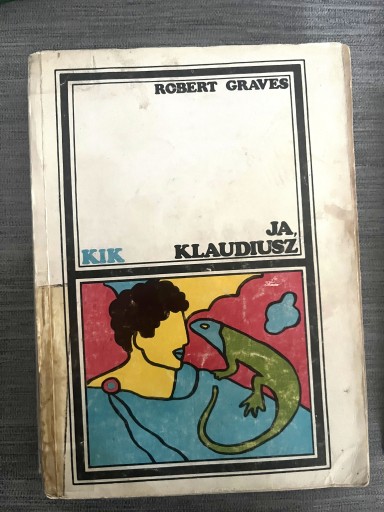 ROBERT GRAVES
JA,
KLAUDIUSZ
KIK